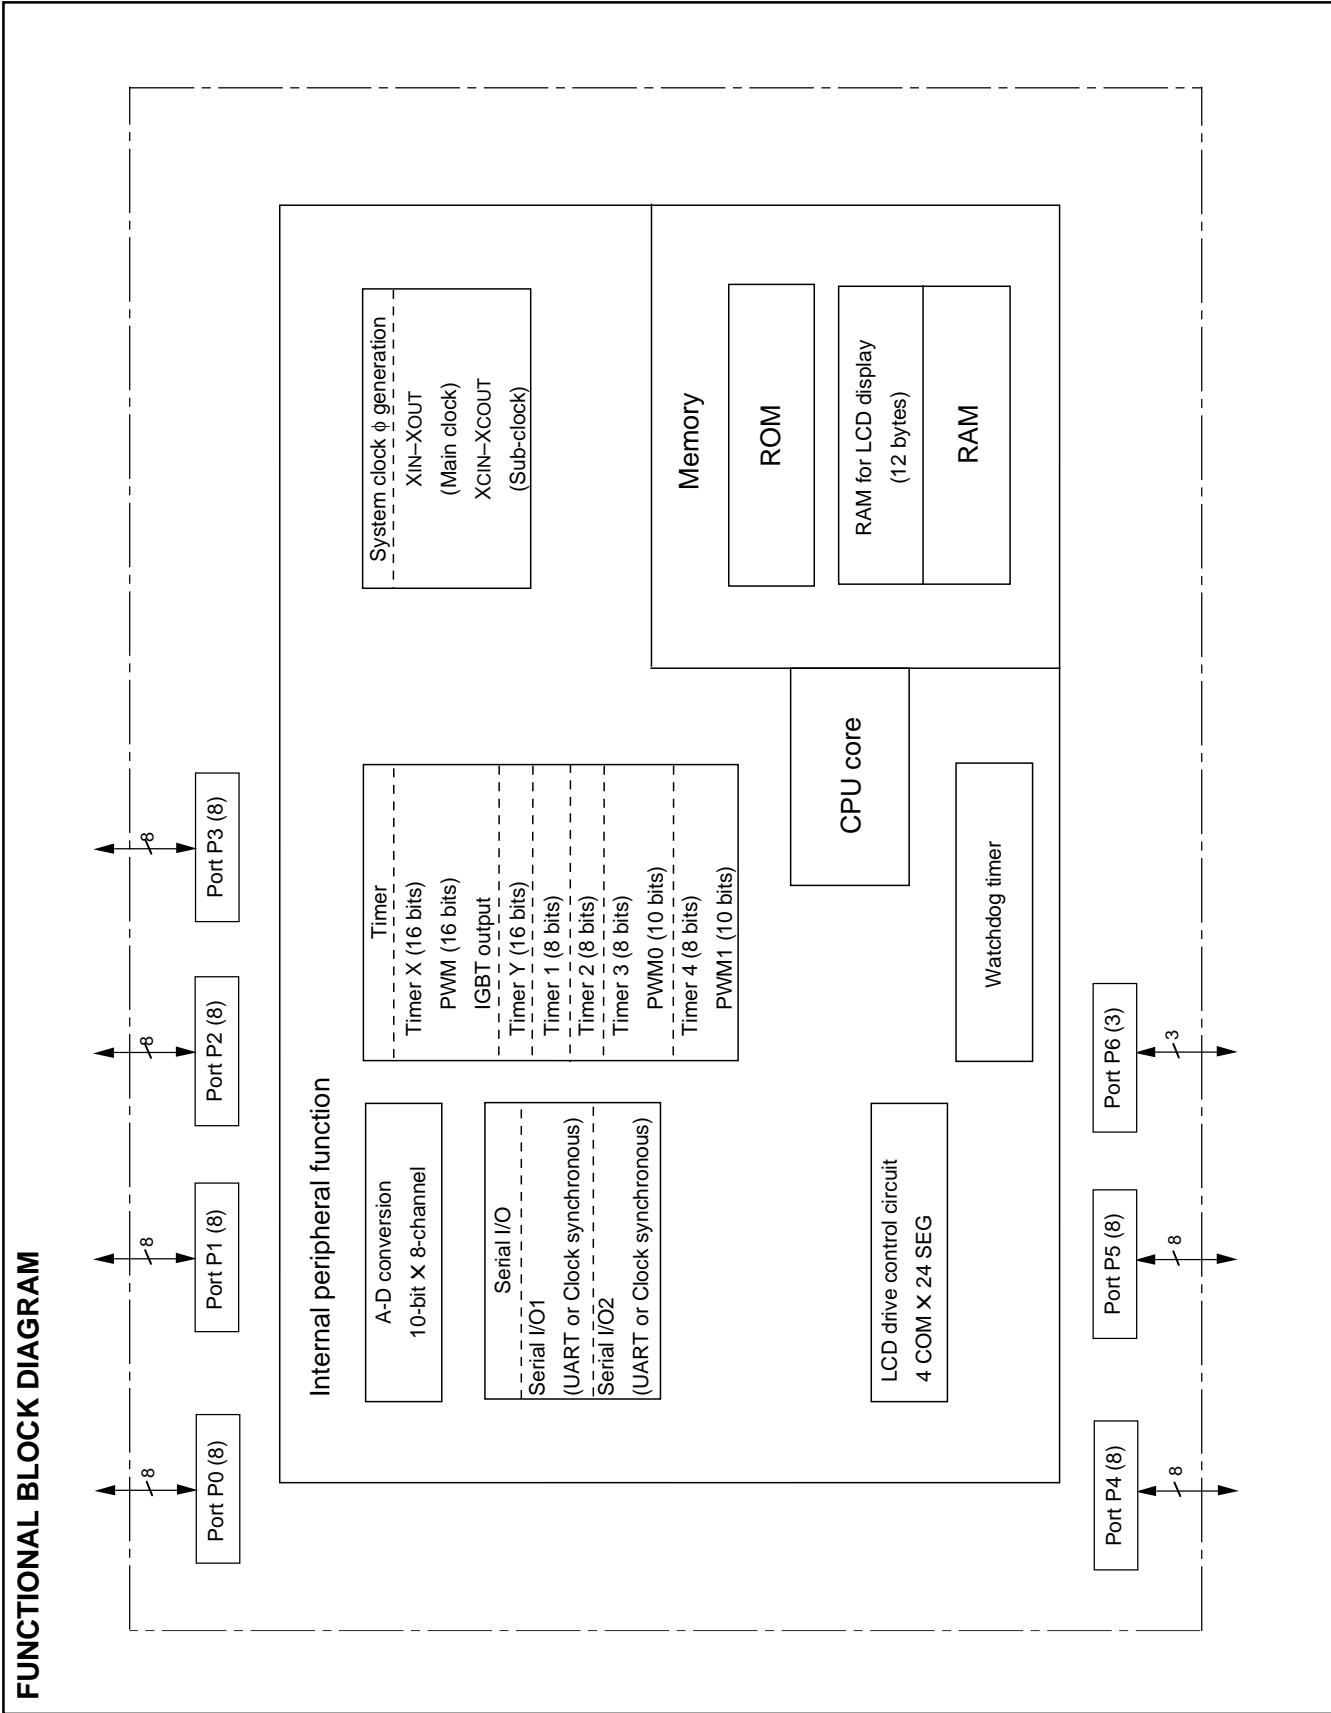 FUNCTIONAL BLOCK DIAGRAM
8
8
8
8
Port P0 (8)
Port P1 (8)
Port P2 (8)
Port P3 (8)
Internal peripheral function
A-D conversion
10-bit X 8-channel
Serial I/O
Serial I/O1
(UART or Clock synchronous)
Serial I/O2
(UART or Clock synchronous)
LCD drive control circuit
4 COM X 24 SEG
Timer
Timer X (16 bits)
PWM (16 bits)
IGBT output
Timer Y (16 bits)
Timer 1 (8 bits)
Timer 2 (8 bits)
Timer 3 (8 bits)
PWM0 (10 bits)
Timer 4 (8 bits)
PWM1 (10 bits)
CPU core
Watchdog timer
System clock ϕ generation
XIN–XOUT
(Main clock)
XCIN–XCOUT
(Sub-clock)
Memory
ROM
RAM for LCD display
(12 bytes)
RAM
Port P4 (8)
Port P5 (8)
Port P6 (3)
8
8
3